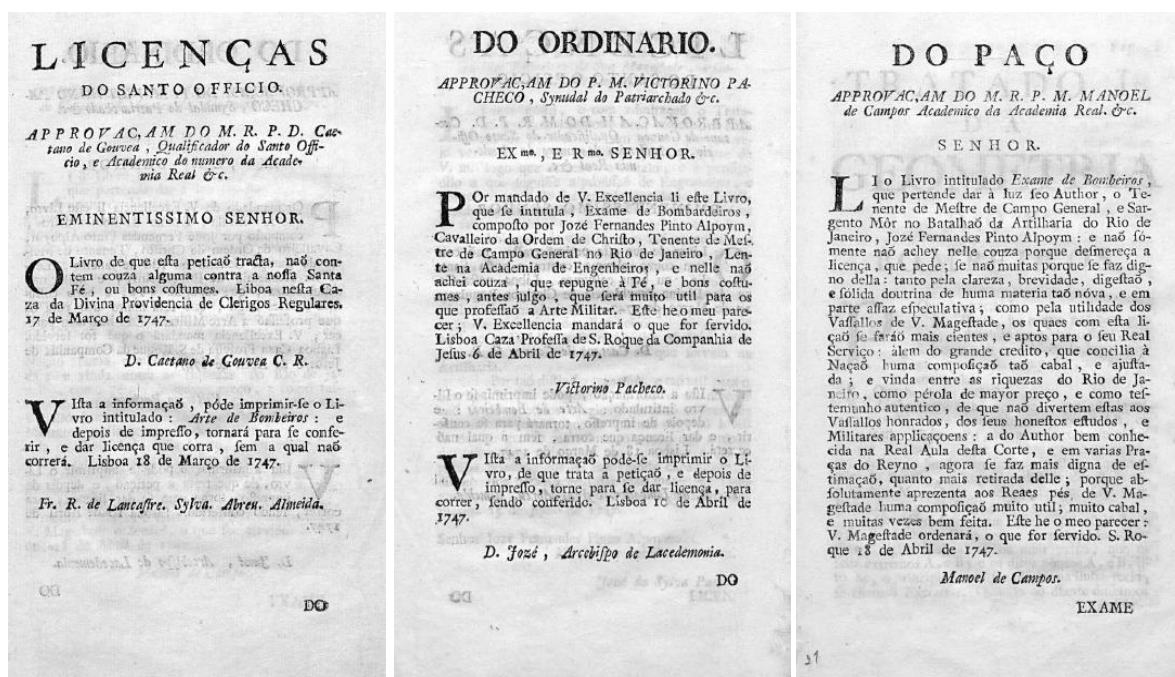 LICENÇAS
DO SANTO OFFICIO.
APPROVAC,AM DO M. R. P. D. Cae-
tano de Gouvea , Qualificador do Santo Offi-
cio , e Academico do numero da Acade-
mia Real &c.
EMINENTISSIMO SENHOR.
O Livro de que eſta peticaõ tracta, naõ con-
tem couza alguma contra a noſſa Santa
Fé , ou bons coſtumes. Liboa neſta Ca-
za da Divina Providencia de Clerigos Regulares.
17 de Março de 1747.
D. Caetano de Gouvea C. R.
VIſta a informaçaõ , póde imprimir-ſe o Li-
vro intitulado : Arte de Bombeiros : e
depois de impreſſo, tornará para ſe confe-
rir , e dar licença que corra , ſem a qual naõ
correrá. Lisboa 18 de Março de 1747.
Fr. R. de Lancaſtre. Sylva. Abreu. Almeida.
DO
DO ORDINARIO.
APPROVAC,AM DO P. M. VICTORINO PA-
CHECO , Synudal do Patriarchado &c.
EXmo. , E Rmo. SENHOR.
POr mandado de V. Excellencia li eſte Livro,
que ſe intitula , Exame de Bombardeiros ,
compoſto por Jozé Fernandes Pinto Alpoym,
Cavalleiro da Ordem de Chriſto, Tenente de Meſ-
tre de Campo General no Rio de Janeiro , Len-
te na Academia de Engenheiros , e nelle naõ
achei couza , que repugne à Fé , e bons coſtu-
mes , antes julgo , que ſerá muito util para os
que profeſſaõ a Arte Militar. Eſte he o meu pare-
cer ; V. Excellencia mandará o que for ſervido.
Lisboa Caza Profeſſa de S. Roque da Companhia de
Jeſus 6 de Abril de 1747.
Victorino Pacheco.
VIſta a informaçaõ pode-ſe imprimir o Li-
vro, de que trata a petiçaõ , e depois de
impreſſo, torne para ſe dar licença, para
correr , ſendo conferido. Lisboa 10 de Abril de
1747.
D. Jozé , Arcebiſpo de Lacedemonia.
DO
DO PAÇO
APPROVAC,AM DO M. R. P. M. MANOEL
de Campos Academico da Academia Real. &c.
SENHOR.
LI o Livro intitulado Exame de Bombeiros ,
que pertende dar à luz ſeo Author , o Te-
nente de Meſtre de Campo General , e Sar-
gento Môr no Batalhaõ da Artilharia do Rio de
Janeiro , Jozé Fernandes Pinto Alpoym : e naõ ſó-
mente naõ achey nelle couza porque deſmereça a
licença , que pede ; ſe naõ muitas porque ſe faz dig-
no della : tanto pela clareza , brevidade, digeſtaõ ,
e ſólida doutrina de huma materia taõ nóva , e em
parte aſſaz eſpeculativa ; como pela utilidade dos
Vaſſallos de V. Mageſtade, os quaes com eſta li-
çaõ ſe faráõ mais cientes , e aptos para o ſeu Real
Serviço : àlem do grande credito , que concilia à
Naçaõ huma compoſiçaõ taõ cabal , e ajuſta-
da ; e vinda entre as riquezas do Rio de Ja-
neiro , como pérola de mayor preço , e como teſ-
temunho autentico , de que naõ divertem eſtas aos
Vaſſallos honrados, dos ſeus honeſtos eſtudos , e
Militares applicaçoens : a do Author bem conhe-
cida na Real Aula deſta Corte , e em varias Pra-
ças do Reyno , agora ſe faz mais digna de eſ-
timaçaõ, quanto mais retirada delle ; porque ab-
ſolutamente aprezenta aos Reaes pés de V. Ma-
geſtade huma compoſiçaõ muito util ; muito cabal ,
e muitas vezes bem feita. Eſte he o meo parecer :
V. Mageſtade ordenará , o que for ſervido. S. Ro-
que 18 de Abril de 1747.
Manoel de Campos.
EXAME